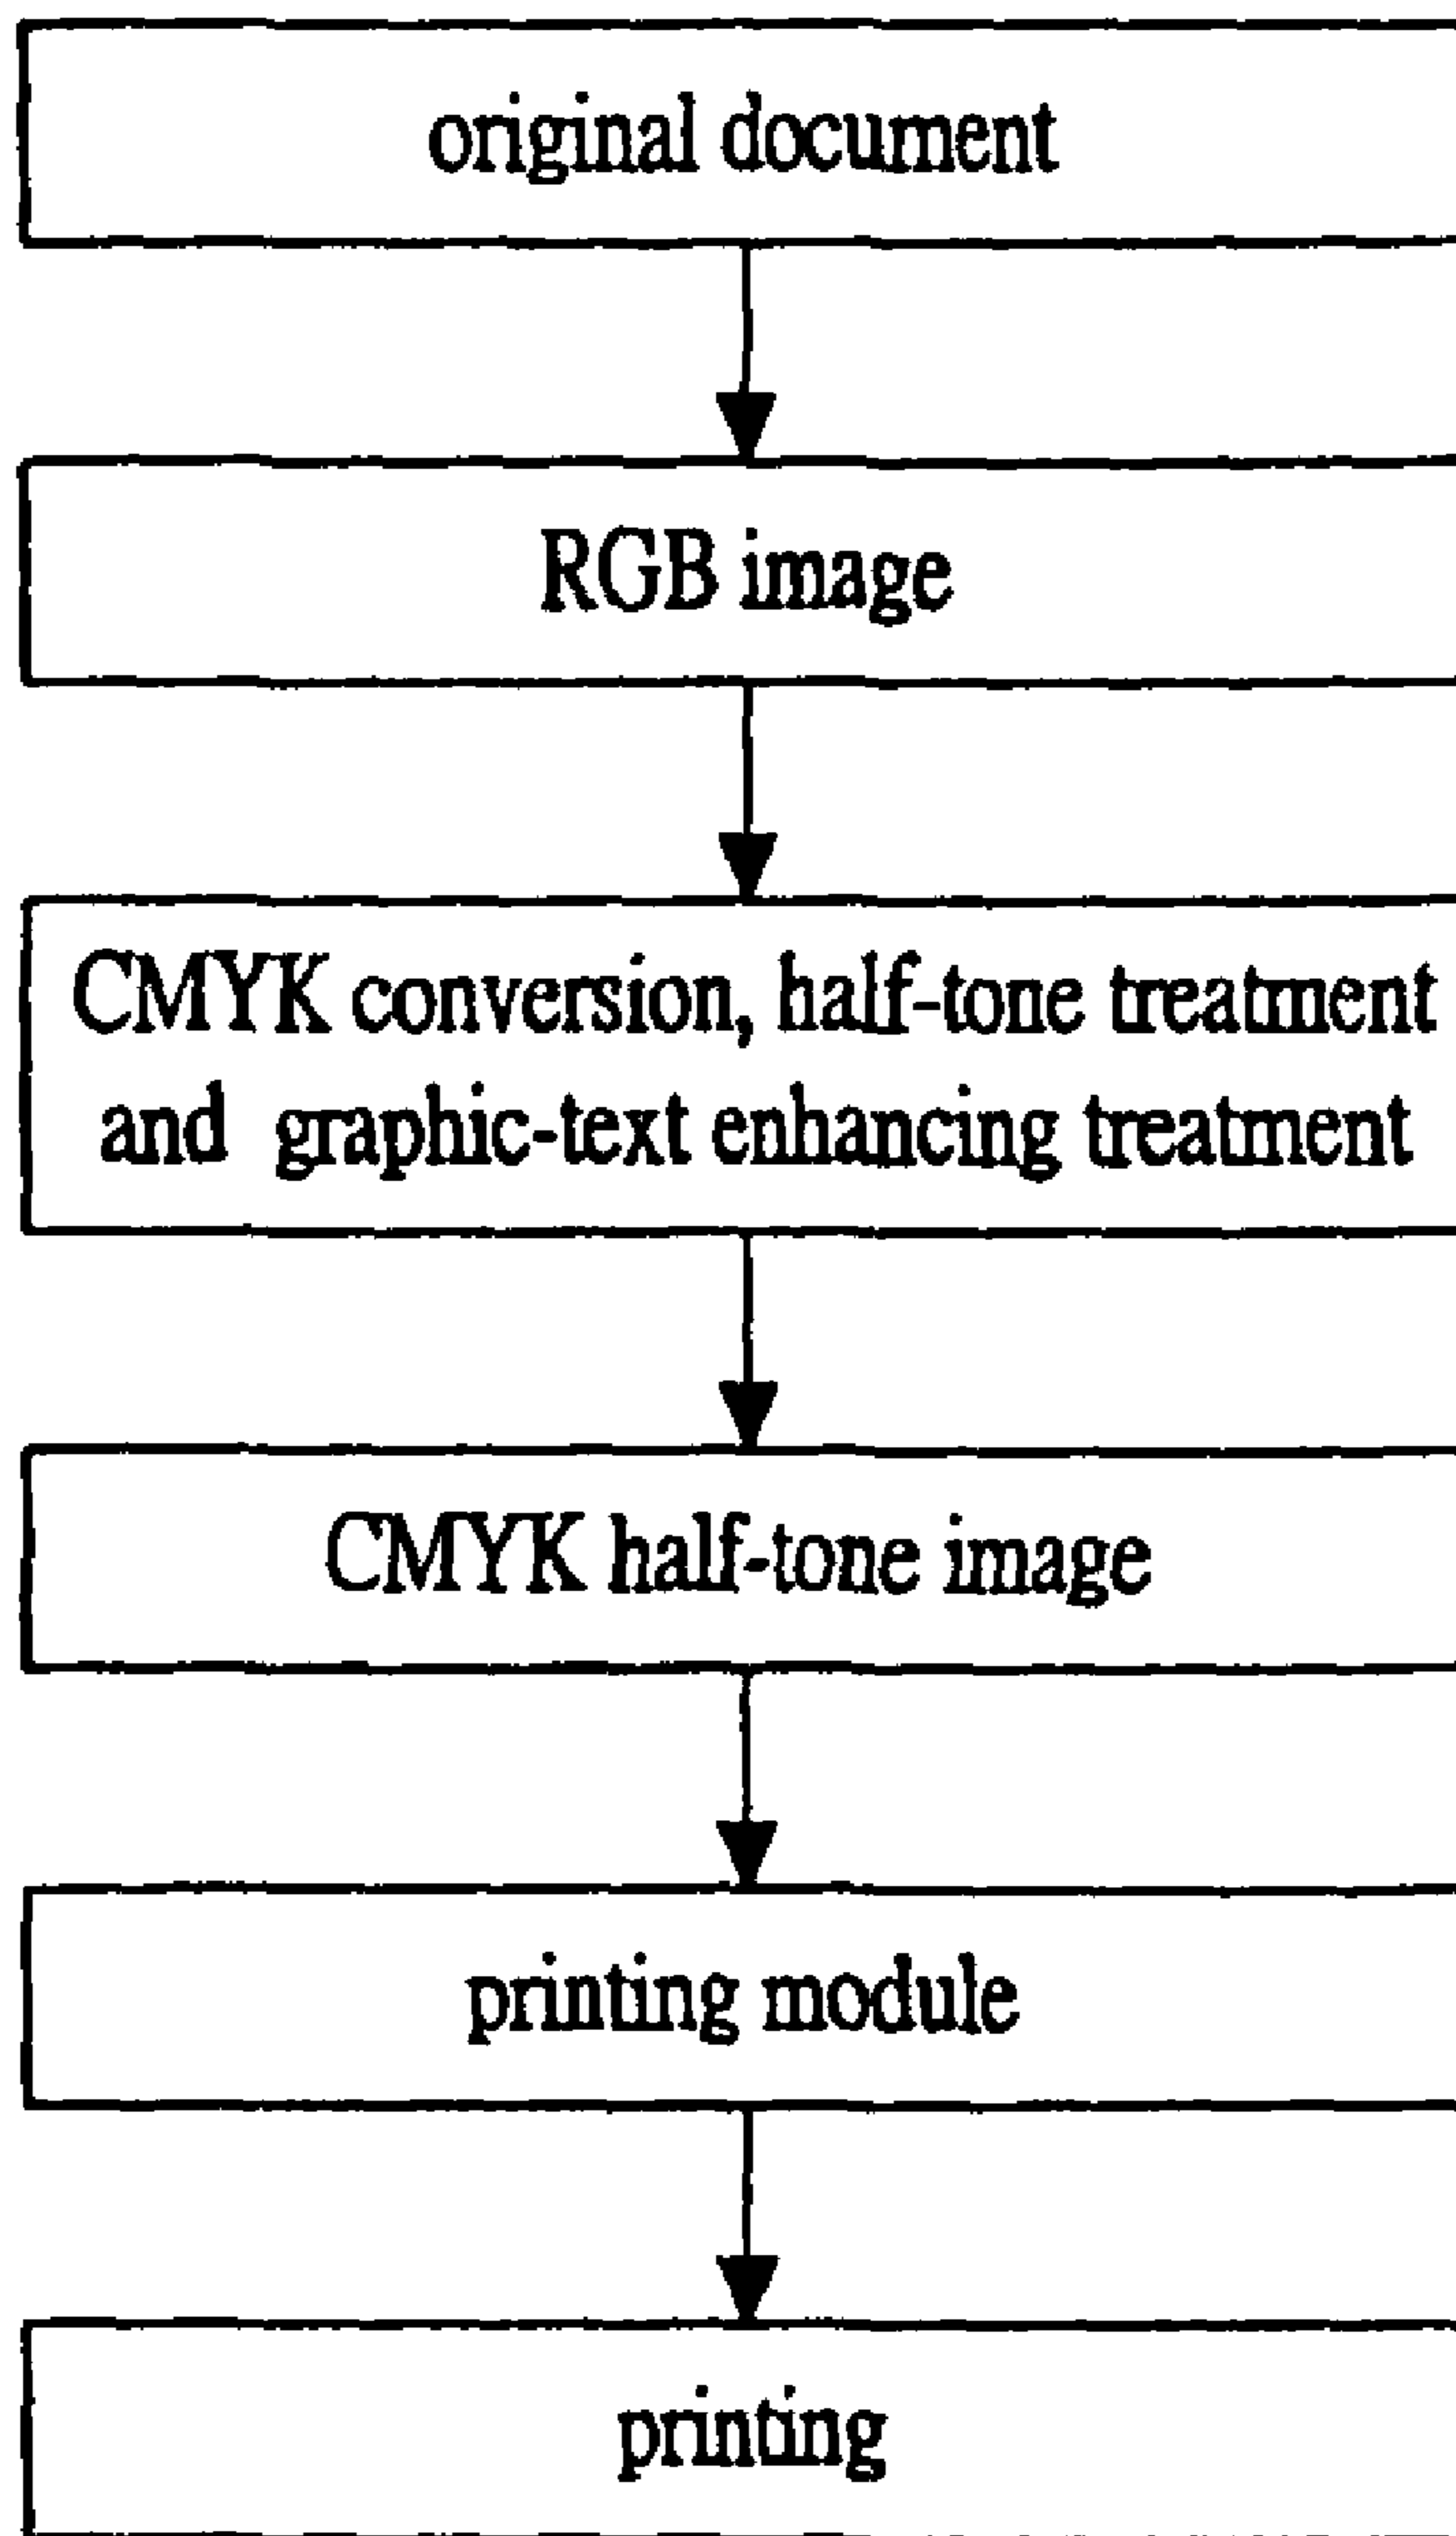 original document
RGB image
CMYK conversion, half-tone treatment
and graphic-text enhancing treatment
CMYK half-tone image
printing module
printing